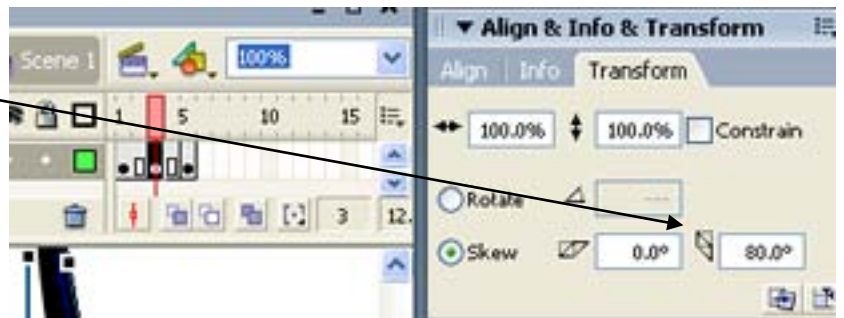 Scene 1
100%
1 5 10 15
3 12.
Align & Info & Transform
Align Info Transform
100.0% 100.0% Constrain
Rotate ---
Skew 0.0° 80.0°